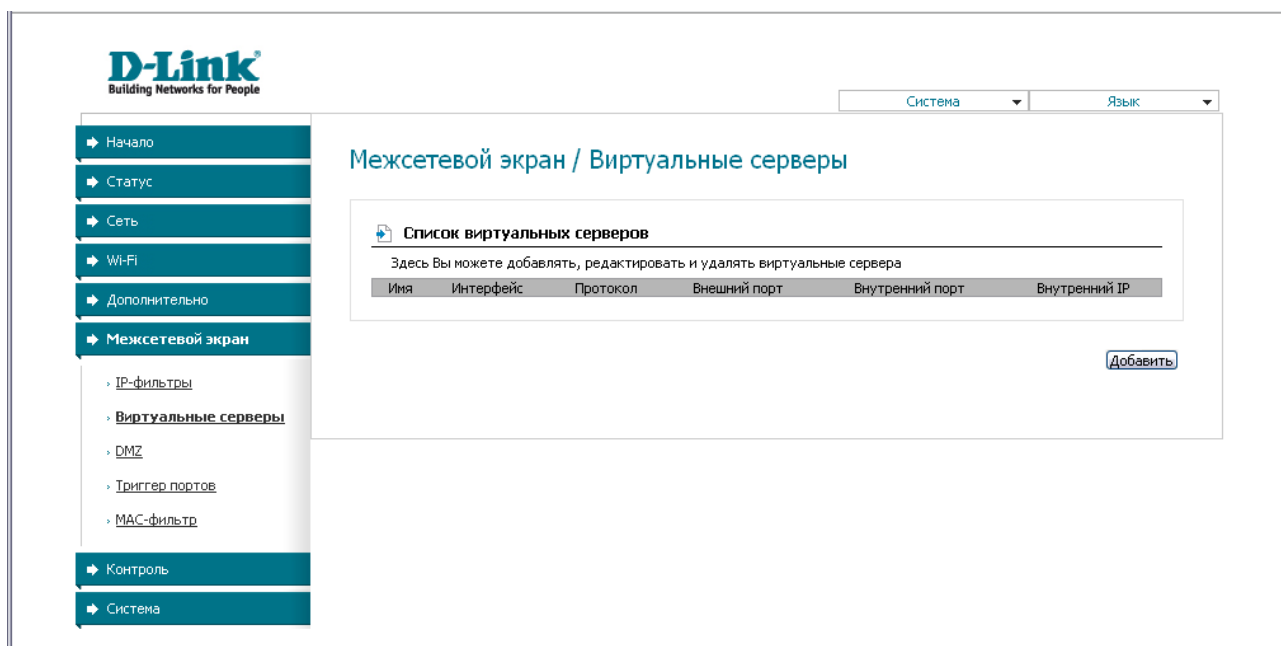 D-Link
Building Networks for People
Система
Язык
Начало
Статус
Сеть
Wi-Fi
Дополнительно
Межсетевой экран
IP-фильтры
Виртуальные серверы
DMZ
Триггер портов
MAC-фильтр
Контроль
Система
Межсетевой экран / Виртуальные серверы
Список виртуальных серверов
Здесь Вы можете добавлять, редактировать и удалять виртуальные сервера
Имя Интерфейс Протокол Внешний порт Внутренний порт Внутренний IP
Добавить